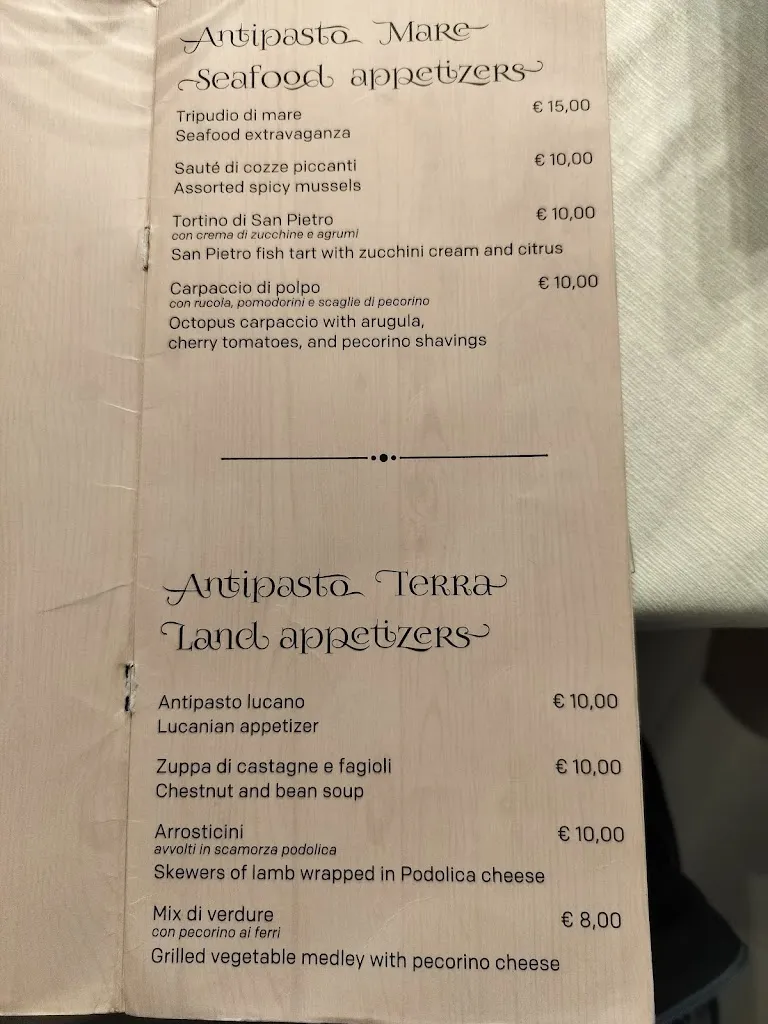 Antipasto Mare
Seafood appetizers
Tripudio di mare € 15,00
Seafood extravaganza
Sauté di cozze piccanti € 10,00
Assorted spicy mussels
Tortino di San Pietro € 10,00
con crema di zucchine e agrumi
San Pietro fish tart with zucchini cream and citrus
Carpaccio di polpo € 10,00
con rucola, pomodorini e scaglie di pecorino
Octopus carpaccio with arugula,
cherry tomatoes, and pecorino shavings
Antipasto Terra
Land appetizers
Antipasto lucano € 10,00
Lucanian appetizer
Zuppa di castagne e fagioli € 10,00
Chestnut and bean soup
Arrosticini € 10,00
avvolti in scamorza podolica
Skewers of lamb wrapped in Podolica cheese
Mix di verdure € 8,00
con pecorino ai ferri
Grilled vegetable medley with pecorino cheese